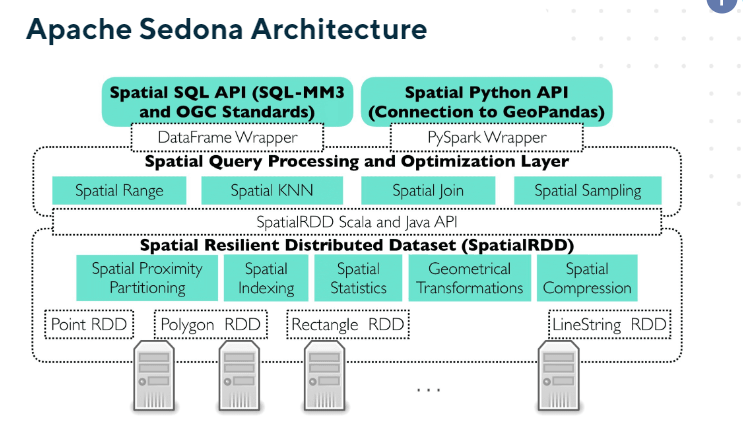 Apache Sedona Architecture
Spatial SQL API (SQL-MM3
and OGC Standards)
Spatial Python API
(Connection to GeoPandas)
DataFrame Wrapper
PySpark Wrapper
Spatial Query Processing and Optimization Layer
Spatial Range
Spatial KNN
Spatial Join
Spatial Sampling
SpatialRDD Scala and Java API
Spatial Resilient Distributed Dataset (SpatialRDD)
Spatial Proximity
Partitioning
Spatial
Indexing
Spatial
Statistics
Geometrical
Transformations
Spatial
Compression
Point RDD
Polygon RDD
Rectangle RDD
LineString RDD
...